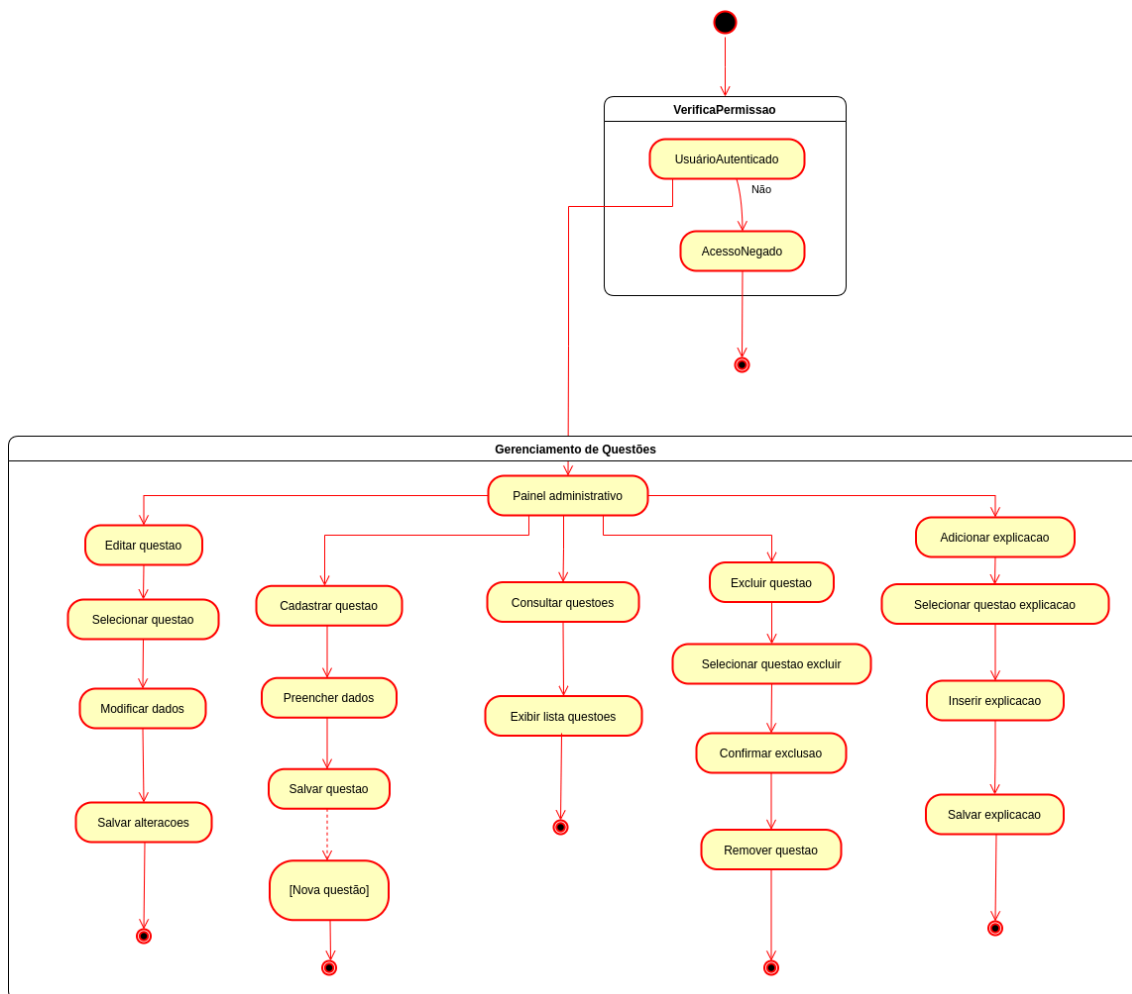 VerificaPermissao
UsuárioAutenticado
Não
AcessoNegado
Gerenciamento de Questões
Painel administrativo
Editar questao
Selecionar questao
Modificar dados
Salvar alteracoes
Cadastrar questao
Preencher dados
Salvar questao
[Nova questão]
Consultar questoes
Exibir lista questoes
Excluir questao
Selecionar questao excluir
Confirmar exclusao
Remover questao
Adicionar explicacao
Selecionar questao explicacao
Inserir explicacao
Salvar explicacao